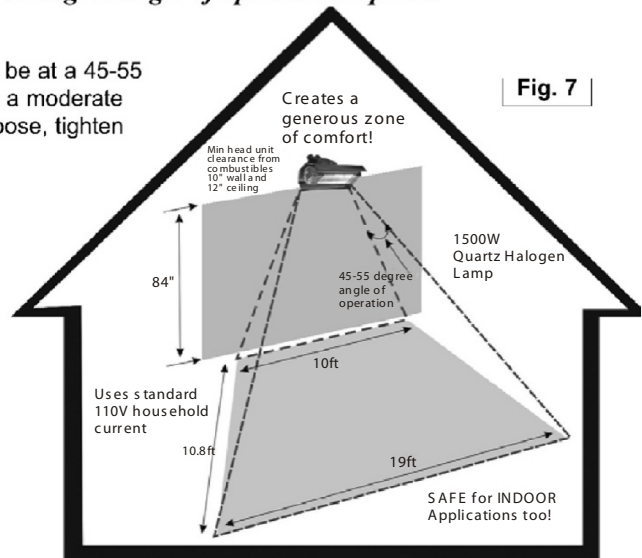 be at a 45-55
a moderate
tighten
Fig. 7
Creates a
generous zone
of comfort!
Min head unit
clearance from
combustibles
10" wall and
12" ceiling
84"
45-55 degree
angle of
operation
1500W
Quartz Halogen
Lamp
10ft
Uses standard
110V household
current
10.8ft
19ft
SAFE for INDOOR
Applications too!